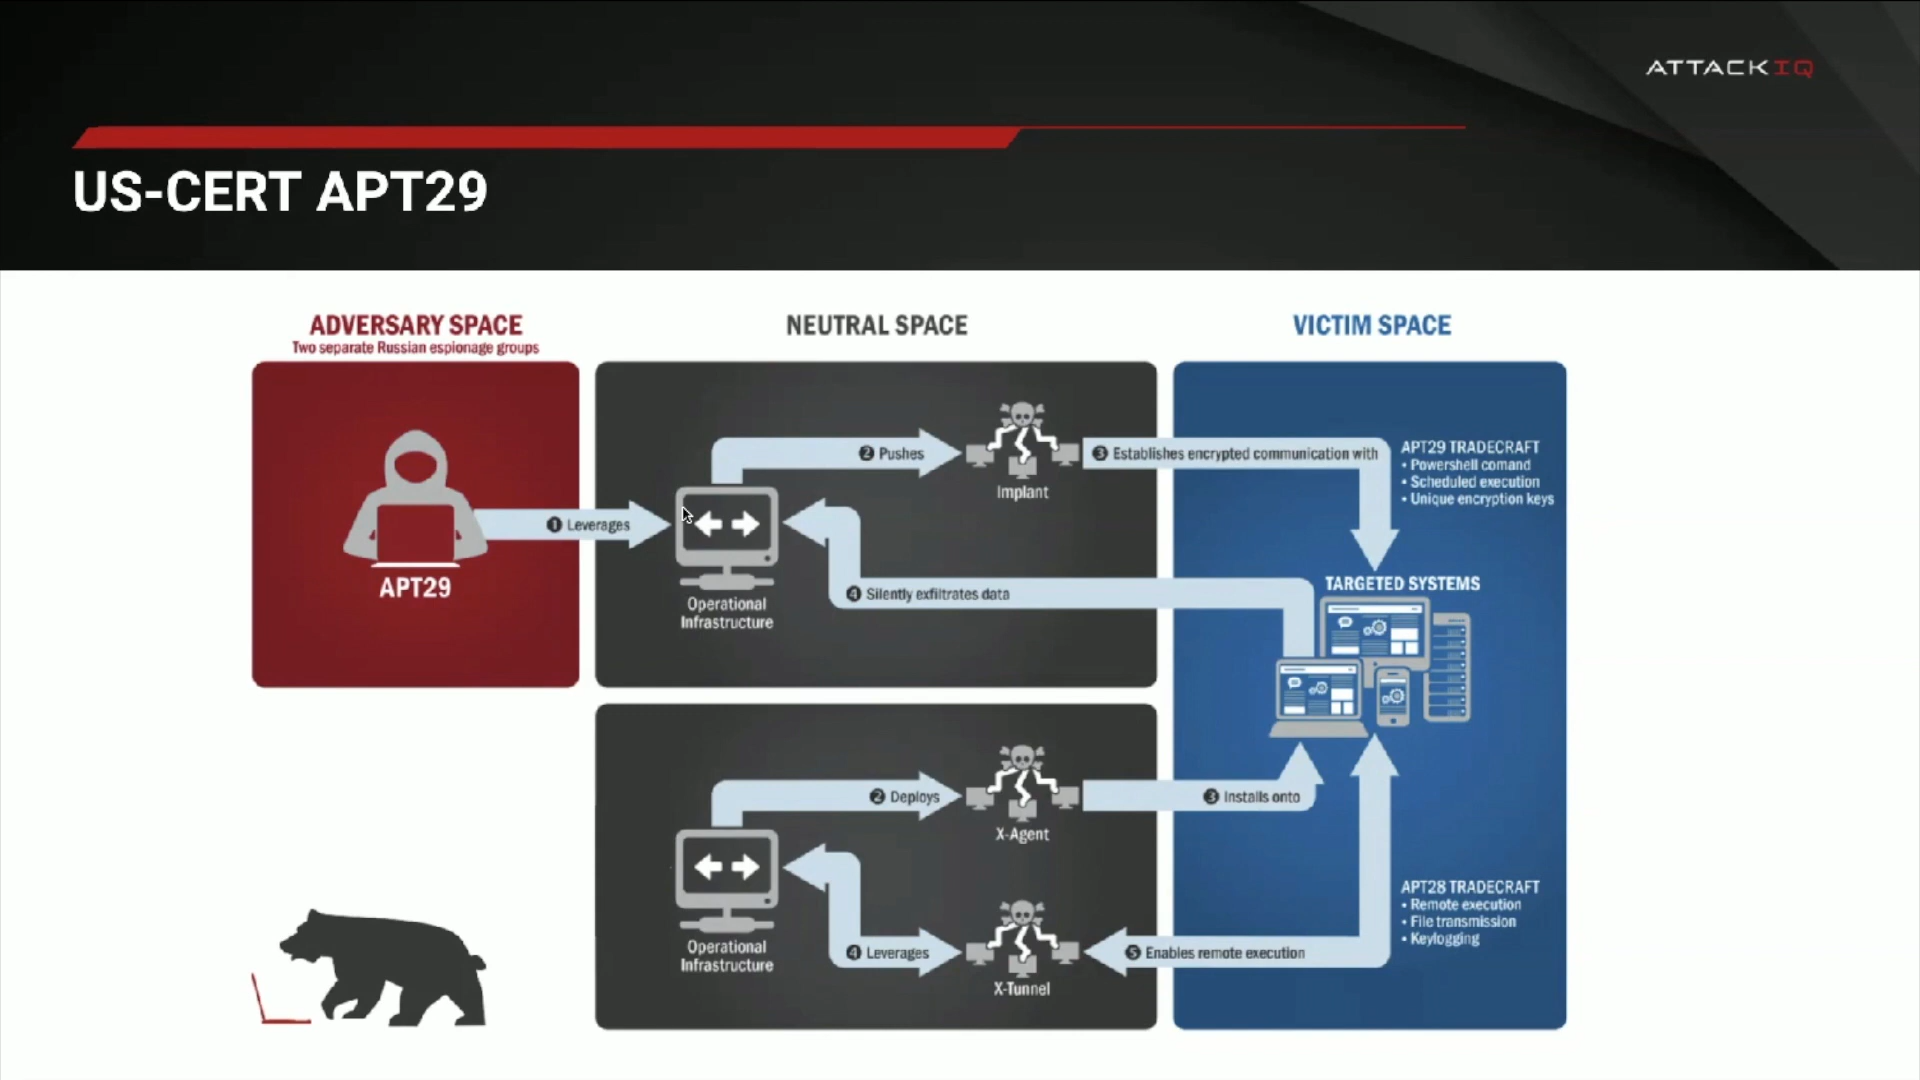 ATTACKIQ
US-CERT APT29
ADVERSARY SPACE
Two separate Russian espionage groups
NEUTRAL SPACE
VICTIM SPACE
APT29
1 Leverages
2 Pushes
Implant
3 Establishes encrypted communication with
Operational
Infrastructure
4 Silently exfiltrates data
APT29 TRADECRAFT
• Powershell comand
• Scheduled execution
• Unique encryption keys
TARGETED SYSTEMS
2 Deploys
X-Agent
3 Installs onto
Operational
Infrastructure
4 Leverages
X-Tunnel
5 Enables remote execution
APT28 TRADECRAFT
• Remote execution
• File transmission
• Keylogging